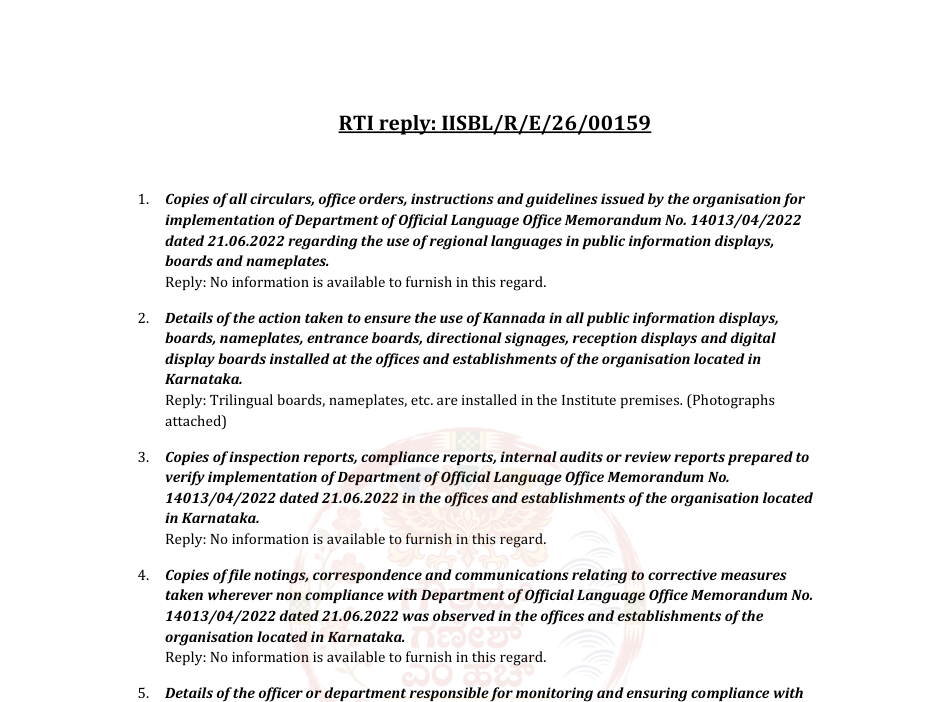 RTI reply: IISBL/R/E/26/00159
1. Copies of all circulars, office orders, instructions and guidelines issued by the organisation for
implementation of Department of Official Language Office Memorandum No. 14013/04/2022
dated 21.06.2022 regarding the use of regional languages in public information displays,
boards and nameplates.
Reply: No information is available to furnish in this regard.
2. Details of the action taken to ensure the use of Kannada in all public information displays,
boards, nameplates, entrance boards, directional signages, reception displays and digital
display boards installed at the offices and establishments of the organisation located in
Karnataka.
Reply: Trilingual boards, nameplates, etc. are installed in the Institute premises. (Photographs
attached)
3. Copies of inspection reports, compliance reports, internal audits or review reports prepared to
verify implementation of Department of Official Language Office Memorandum No.
14013/04/2022 dated 21.06.2022 in the offices and establishments of the organisation located
in Karnataka.
Reply: No information is available to furnish in this regard.
4. Copies of file notings, correspondence and communications relating to corrective measures
taken wherever non compliance with Department of Official Language Office Memorandum No.
14013/04/2022 dated 21.06.2022 was observed in the offices and establishments of the
organisation located in Karnataka.
Reply: No information is available to furnish in this regard.
5. Details of the officer or department responsible for monitoring and ensuring compliance with
ಗಣೇಶ್
ಎಂ ಹೆಚ್